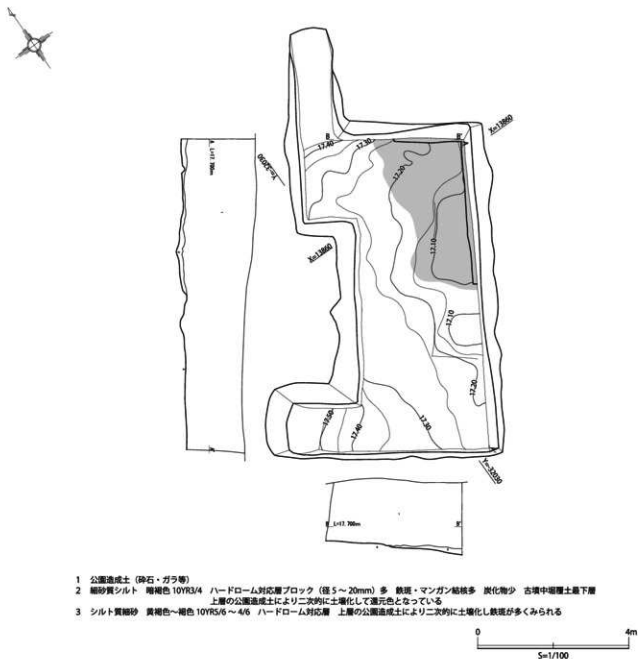 X=13860
B
B'
A
17.40
17.30
17.20
A L=17.700m
Y=-32030
X=13860
17.10
17.10
17.20
17.50
17.40
17.30
A'
A'
Y=-32030
B L=17.700m
B'
1 公園造成土（砕石・ガラ等）
2 細砂質シルト 暗褐色 10YR3/4 ハードローム対応層ブロック（径5～20mm）多 鉄斑・マンガン結核多 炭化物少 古墳中堀覆土最下層
上層の公園造成土により二次的に土壌化して還元色となっている
3 シルト質細砂 黄褐色～褐色 10YR5/6～4/6 ハードローム対応層 上層の公園造成土により二次的に土壌化し鉄斑が多くみられる
0
4m
S=1/100